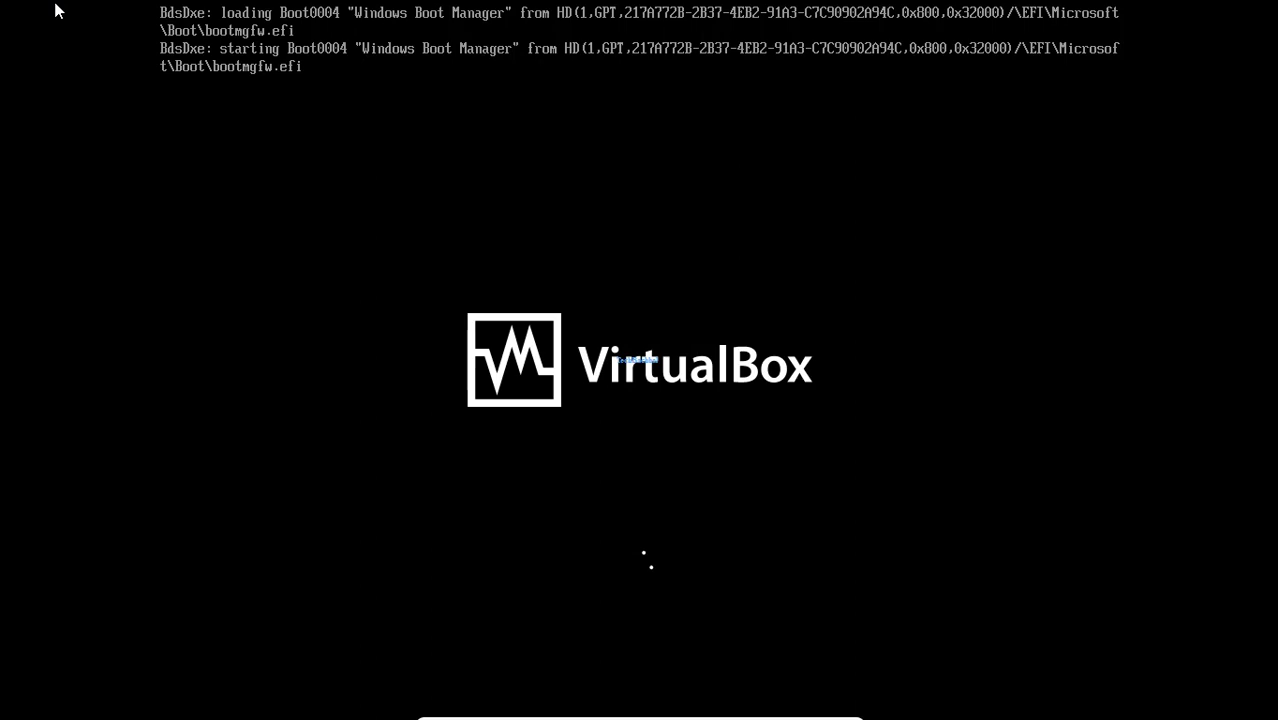 BdsDxe: loading Boot0004 "Windows Boot Manager" from HD(1,GPT,217A772B-2B37-4EB2-91A3-C7C90902A94C,0x800,0x32000)/\EFI\Microsoft
\Boot\bootmgfw.efi
BdsDxe: starting Boot0004 "Windows Boot Manager" from HD(1,GPT,217A772B-2B37-4EB2-91A3-C7C90902A94C,0x800,0x32000)/\EFI\Microsof
t\Boot\bootmgfw.efi
VirtualBox